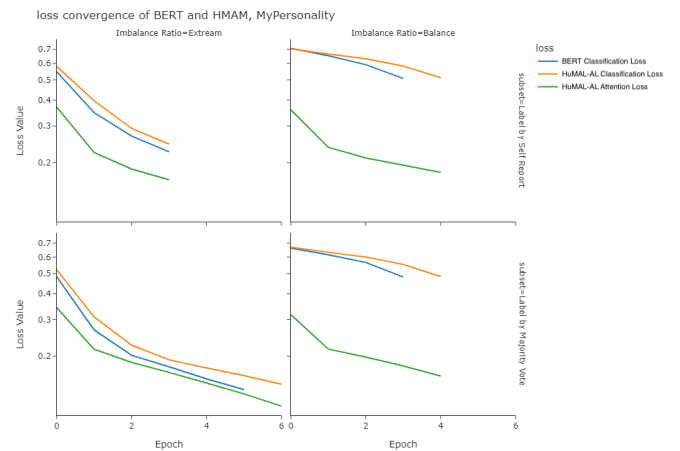 loss convergence of BERT and HMAM, MyPersonality
Imbalance Ratio=Extream
Imbalance Ratio=Balance
loss
BERT Classification Loss
HuMAL-AL Classification Loss
HuMAL-AL Attention Loss
0.7
0.6
0.5
0.4
0.3
0.2
Loss Value
subset=Label by Self Report
0.7
0.6
0.5
0.4
0.3
0.2
Loss Value
subset=Label by Majority Vote
0 2 4 6 0 2 4 6
Epoch Epoch